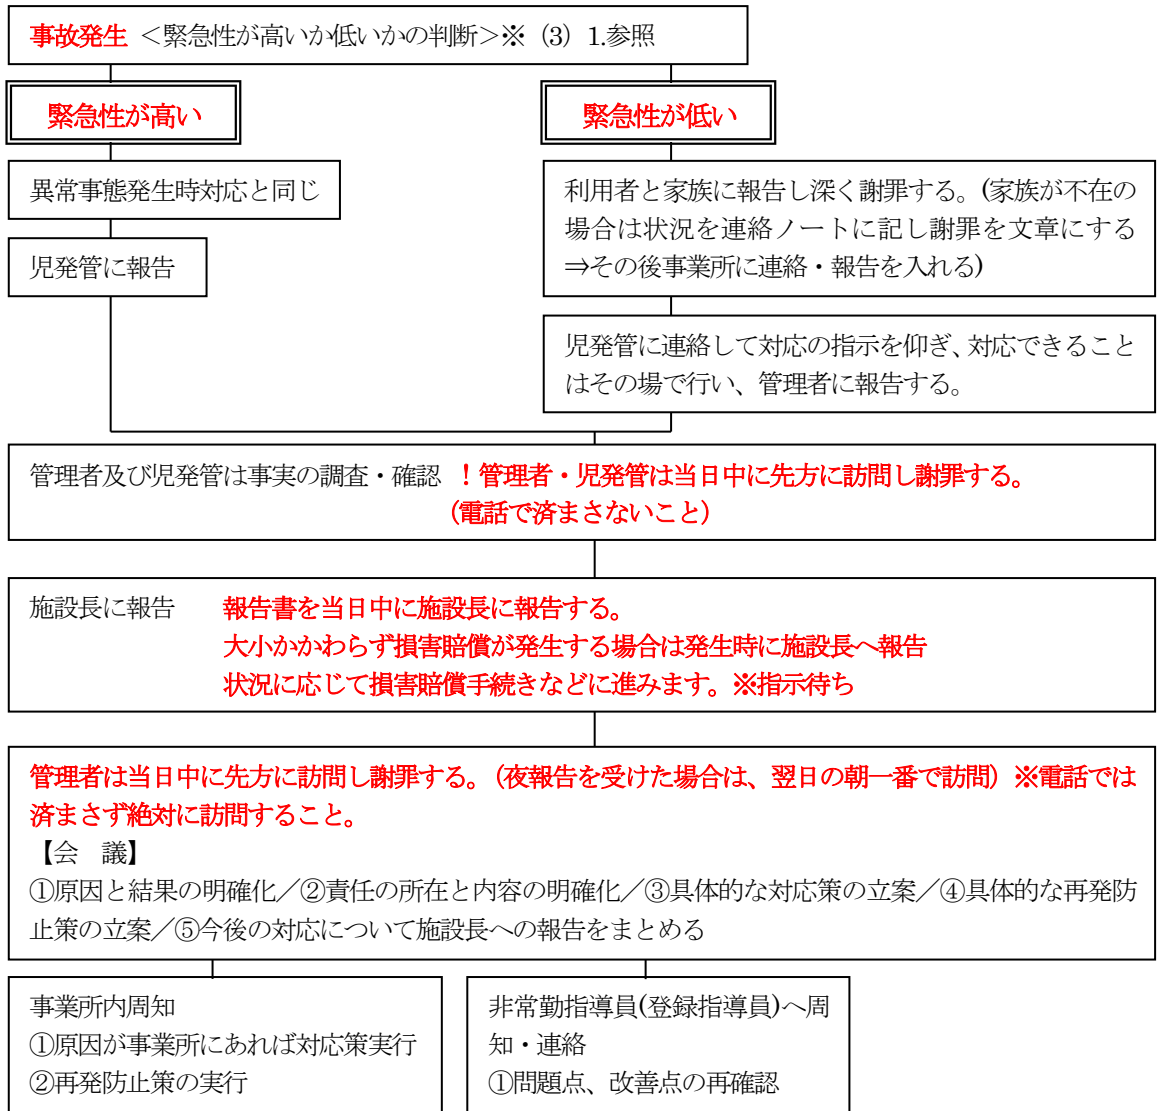 事故発生 ＜緊急性が高いか低いかの判断＞※（3）1.参照
緊急性が高い
緊急性が低い
異常事態発生時対応と同じ
児発管に報告
利用者と家族に報告し深く謝罪する。(家族が不在の
場合は状況を連絡ノートに記し謝罪を文章にする
⇒その後事業所に連絡・報告を入れる)
児発管に連絡して対応の指示を仰ぎ、対応できること
はその場で行い、管理者に報告する。
管理者及び児発管は事実の調査・確認 ！管理者・児発管は当日中に先方に訪問し謝罪する。
（電話で済まさないこと）
施設長に報告 報告書を当日中に施設長に報告する。
大小かかわらず損害賠償が発生する場合は発生時に施設長へ報告
状況に応じて損害賠償手続きなどに進みます。※指示待ち
管理者は当日中に先方に訪問し謝罪する。（夜報告を受けた場合は、翌日の朝一番で訪問）※電話では
済まさず絶対に訪問すること。
【会　議】
①原因と結果の明確化／②責任の所在と内容の明確化／③具体的な対応策の立案／④具体的な再発防
止策の立案／⑤今後の対応について施設長への報告をまとめる
事業所内周知
①原因が事業所にあれば対応策実行
②再発防止策の実行
非常勤指導員(登録指導員)へ周
知・連絡
①問題点、改善点の再確認